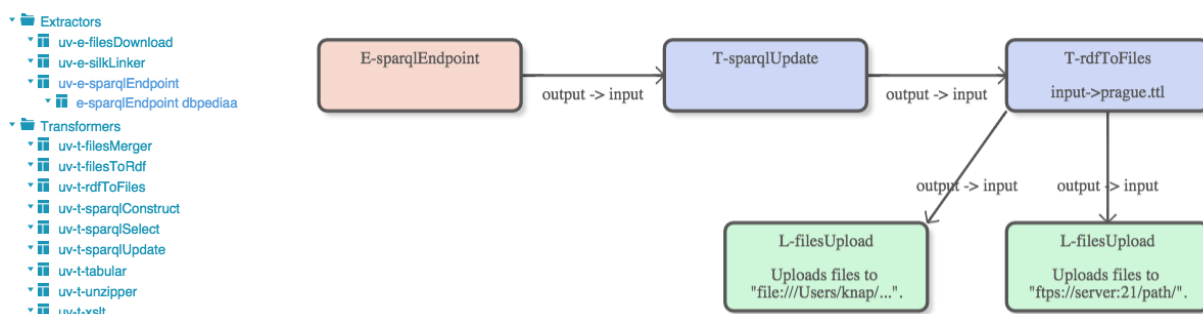 Extractors
uv-e-filesDownload
uv-e-silkLinker
uv-e-sparqlEndpoint
e-sparqlEndpoint dbpediaa
Transformers
uv-t-filesMerger
uv-t-filesToRdf
uv-t-rdfToFiles
uv-t-sparqlConstruct
uv-t-sparqlSelect
uv-t-sparqlUpdate
uv-t-tabular
uv-t-unzipper
uv-t-xslt
E-sparqlEndpoint
output -> input
T-sparqlUpdate
output -> input
T-rdfToFiles
input->prague.ttl
output -> input
output -> input
L-filesUpload
Uploads files to
"file:///Users/knap/...".
L-filesUpload
Uploads files to
"ftps://server:21/path/".